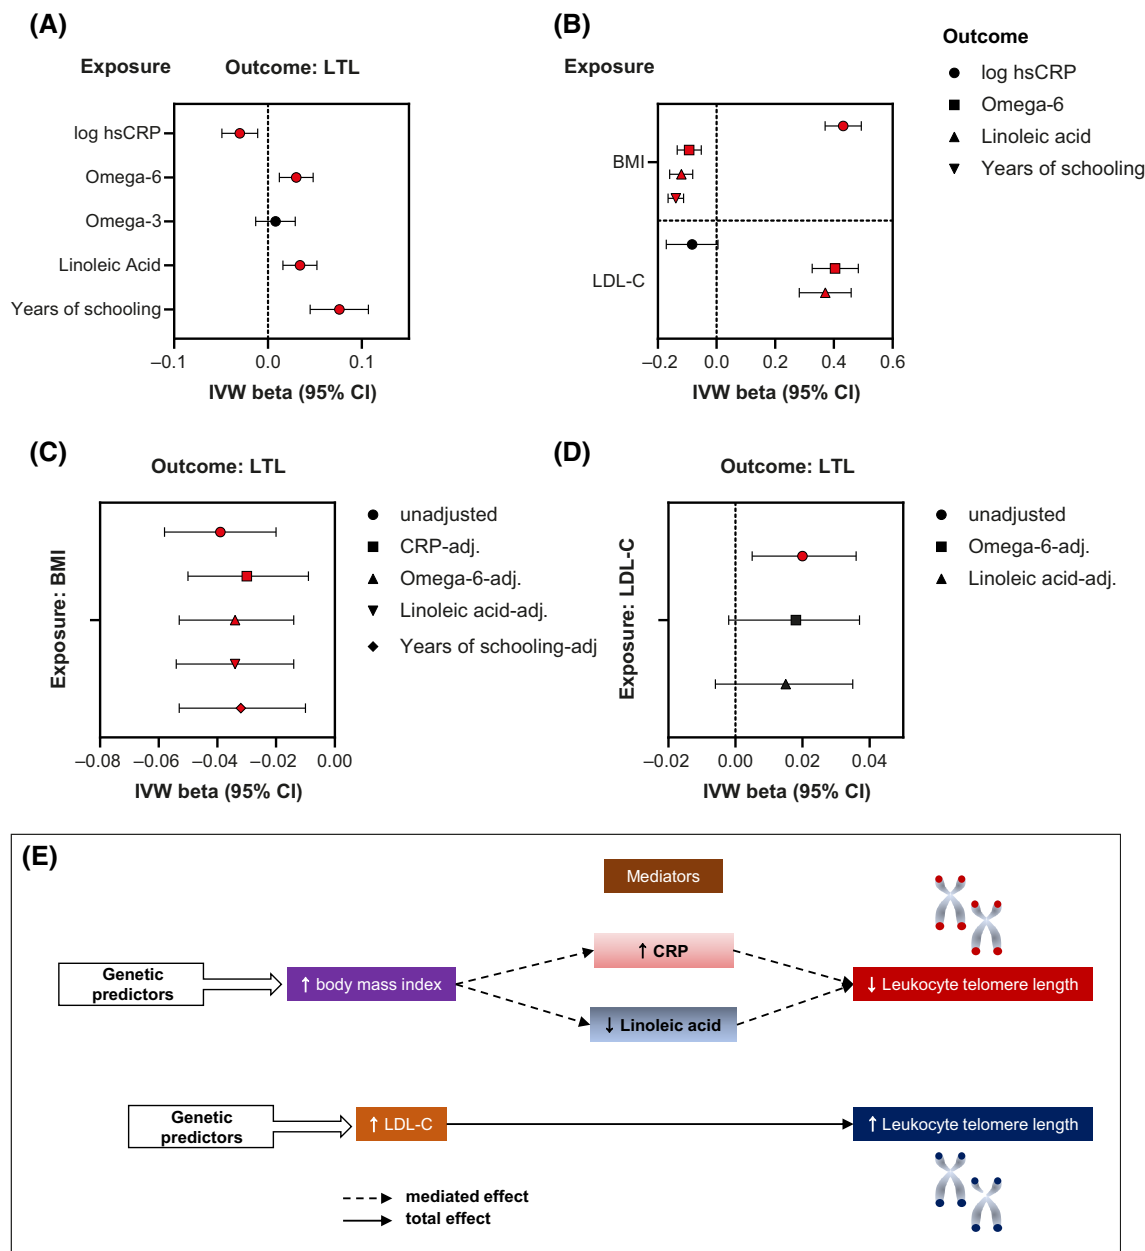 (A)
Exposure
Outcome: LTL
log hsCRP
Omega-6
Omega-3
Linoleic Acid
Years of schooling
–0.1
0.0
0.1
IVW beta (95% CI)
(B)
Exposure
BMI
LDL-C
–0.2
0.0
0.2
0.4
0.6
IVW beta (95% CI)
Outcome
log hsCRP
Omega-6
Linoleic acid
Years of schooling
(C)
Outcome: LTL
Exposure: BMI
–0.08
–0.06
–0.04
–0.02
0.00
IVW beta (95% CI)
unadjusted
CRP-adj.
Omega-6-adj.
Linoleic acid-adj.
Years of schooling-adj
(D)
Outcome: LTL
Exposure: LDL-C
–0.02
0.00
0.02
0.04
IVW beta (95% CI)
unadjusted
Omega-6-adj.
Linoleic acid-adj.
(E)
Mediators
Genetic
predictors
↑ body mass index
↑ CRP
↓ Linoleic acid
↓ Leukocyte telomere length
Genetic
predictors
↑ LDL-C
↑ Leukocyte telomere length
mediated effect
total effect